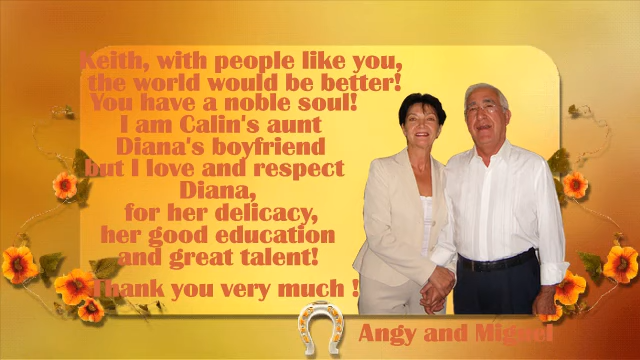 Keith, with people like you,
the world would be better!
You have a noble soul!
I am Calin's aunt
Diana's boyfriend
but I love and respect
Diana,
for her delicacy,
her good education
and great talent!
Thank you very much !
Angy and Miguel